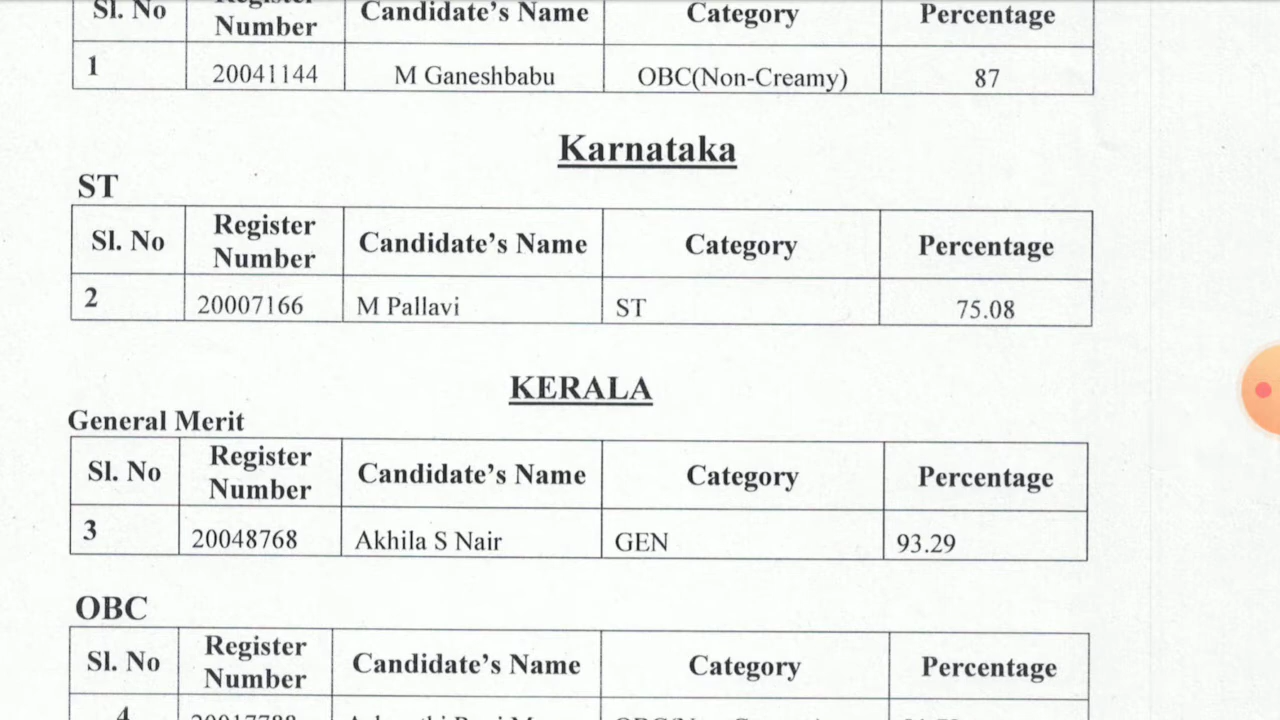 Sl. No Register Number Candidate's Name Category Percentage
1 20041144 M Ganeshbabu OBC(Non-Creamy) 87
Karnataka
ST
Sl. No Register Number Candidate's Name Category Percentage
2 20007166 M Pallavi ST 75.08
KERALA
General Merit
Sl. No Register Number Candidate's Name Category Percentage
3 20048768 Akhila S Nair GEN 93.29
OBC
Sl. No Register Number Candidate's Name Category Percentage
4